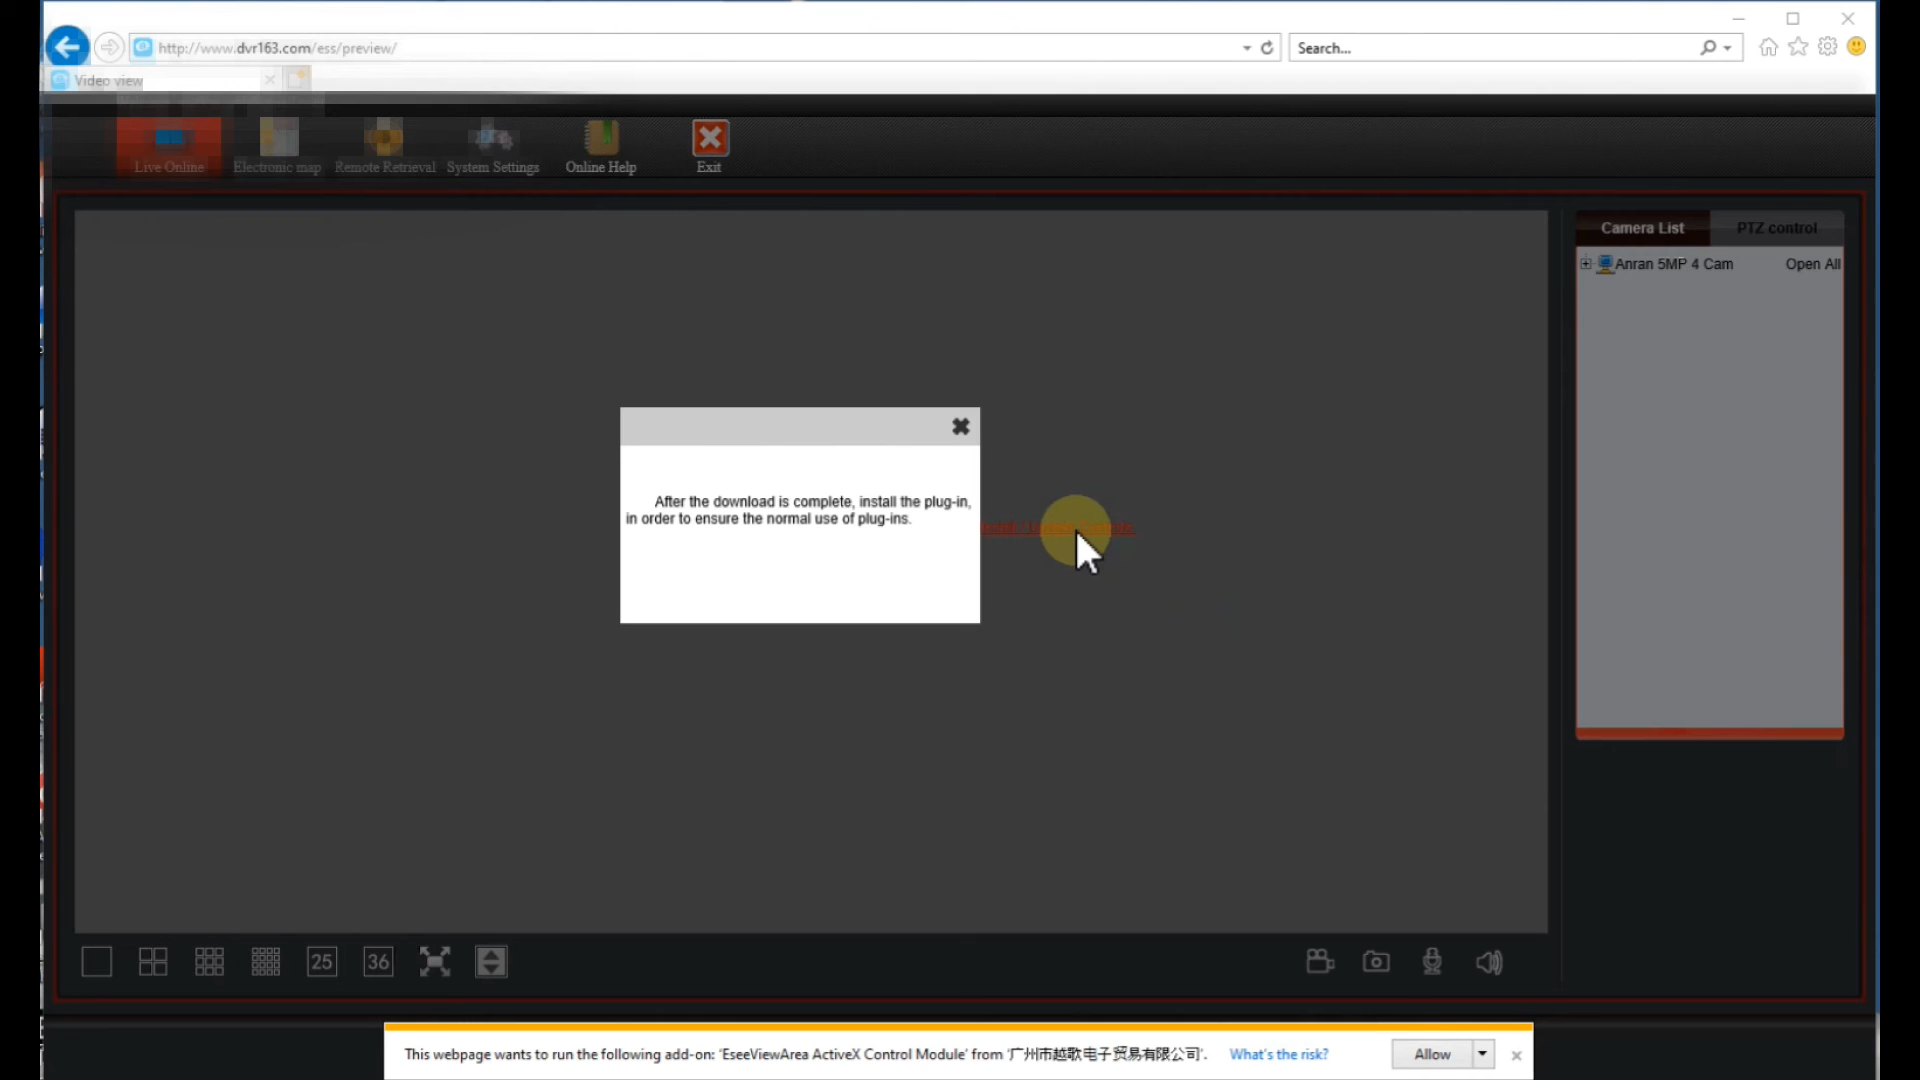 http://www.dvr163.com/ess/preview/
Search...
Video view
Live Online
Electronic map
Remote Retrieval
System Settings
Online Help
Exit
Camera List
PTZ control
Anran 5MP 4 Cam
Open All
After the download is complete, install the plug-in,
in order to ensure the normal use of plug-ins.
25
36
This webpage wants to run the following add-on: 'EseeViewArea ActiveX Control Module' from '广州市越歌电子贸易有限公司'.
What's the risk?
Allow